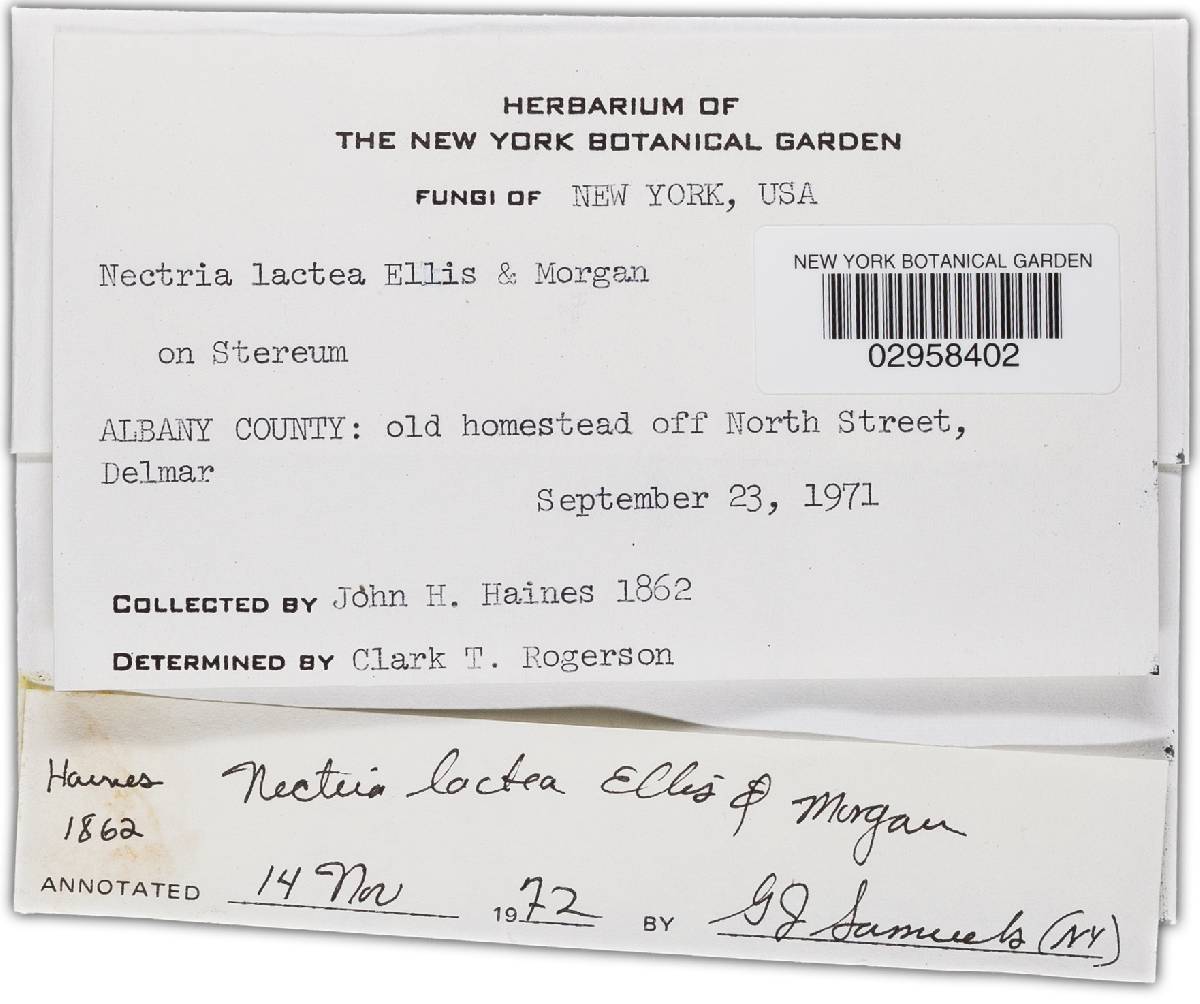 HERBARIUM OF
THE NEW YORK BOTANICAL GARDEN
FUNGI OF NEW YORK, USA
Nectria lactea Ellis & Morgan
on Stereum
NEW YORK BOTANICAL GARDEN
02958402
ALBANY COUNTY: old homestead off North Street,
Delmar
September 23, 1971
COLLECTED BY John H. Haines 1862
DETERMINED BY Clark T. Rogerson
Haines
1862
Nectria lactea Ellis & Morgan
ANNOTATED 14 Nov 1972 BY GJ Samuels (NY)